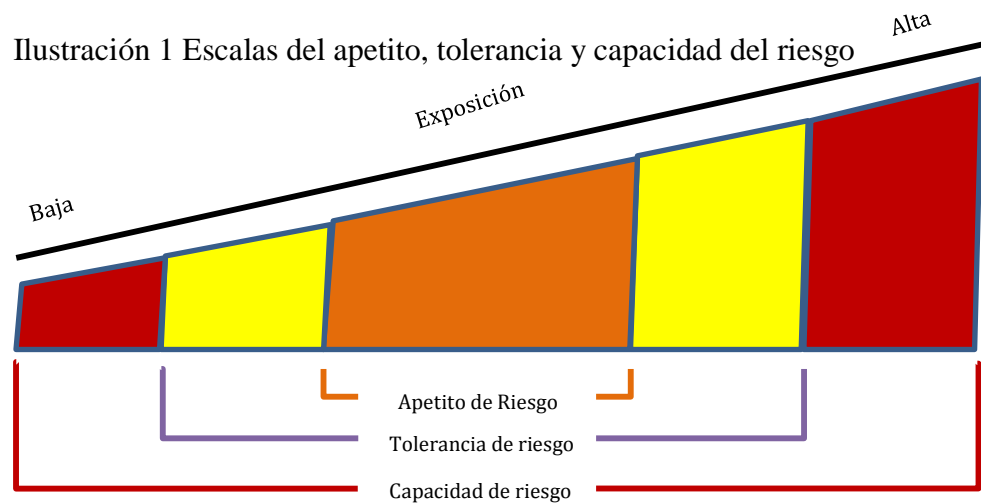 Ilustración 1 Escalas del apetito, tolerancia y capacidad del riesgo
Alta
Exposición
Baja
Apetito de Riesgo
Tolerancia de riesgo
Capacidad de riesgo